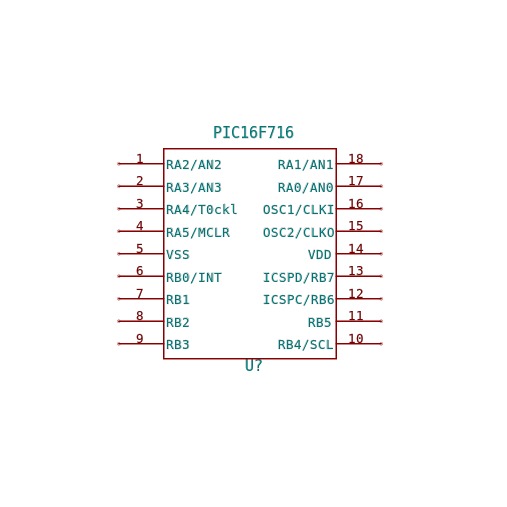 PIC16F716
1 RA2/AN2 RA1/AN1 18
2 RA3/AN3 RA0/AN0 17
3 RA4/T0ckl OSC1/CLKI 16
4 RA5/MCLR OSC2/CLKO 15
5 VSS VDD 14
6 RB0/INT ICSPD/RB7 13
7 RB1 ICSPC/RB6 12
8 RB2 RB5 11
9 RB3 RB4/SCL 10
U?